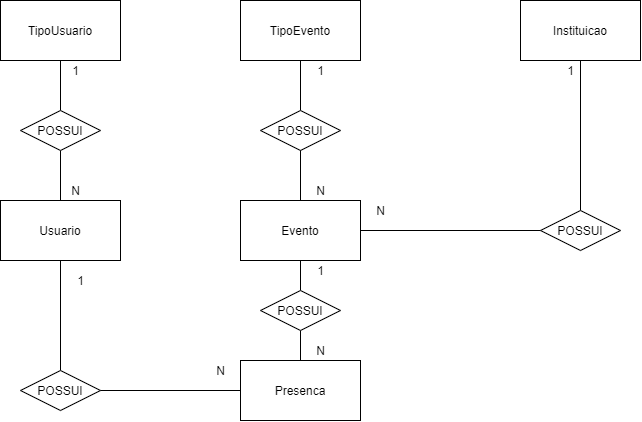 TipoUsuario
TipoEvento
Instituicao
1
1
1
POSSUI
POSSUI
N
N
N
Usuario
Evento
POSSUI
1
1
POSSUI
N
N
POSSUI
Presenca